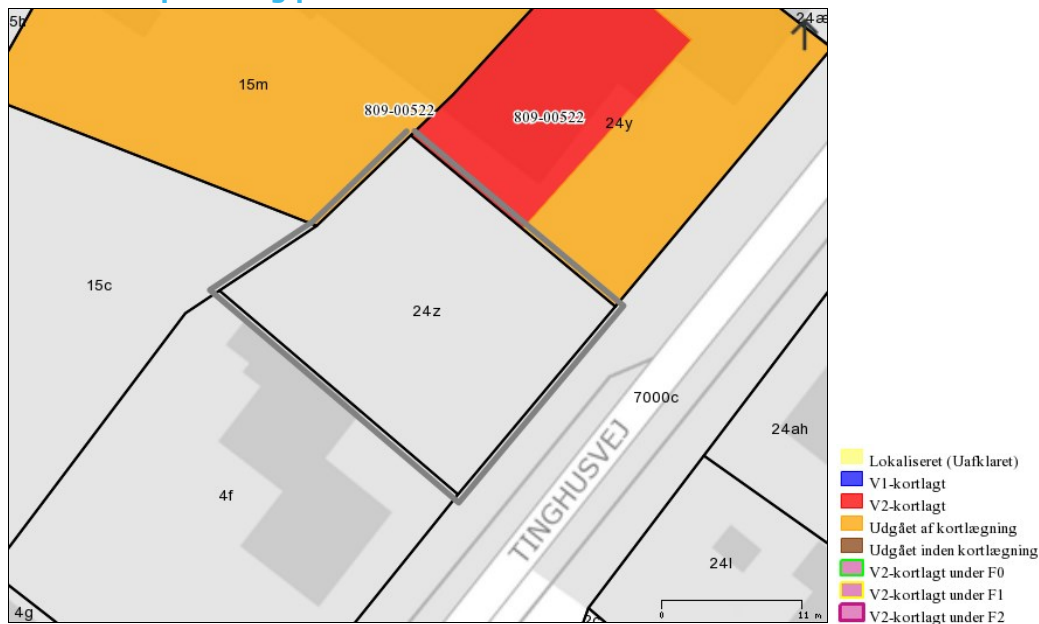 5h
24æ
15m
809-00522
809-00522
24y
15c
24z
7000c
24ah
4f
TINGHUSVEJ
24l
4g
0
11 m
Lokaliseret (Uafklaret)
V1-kortlagt
V2-kortlagt
Udgået af kortlægning
Udgået inden kortlægning
V2-kortlagt under F0
V2-kortlagt under F1
V2-kortlagt under F2